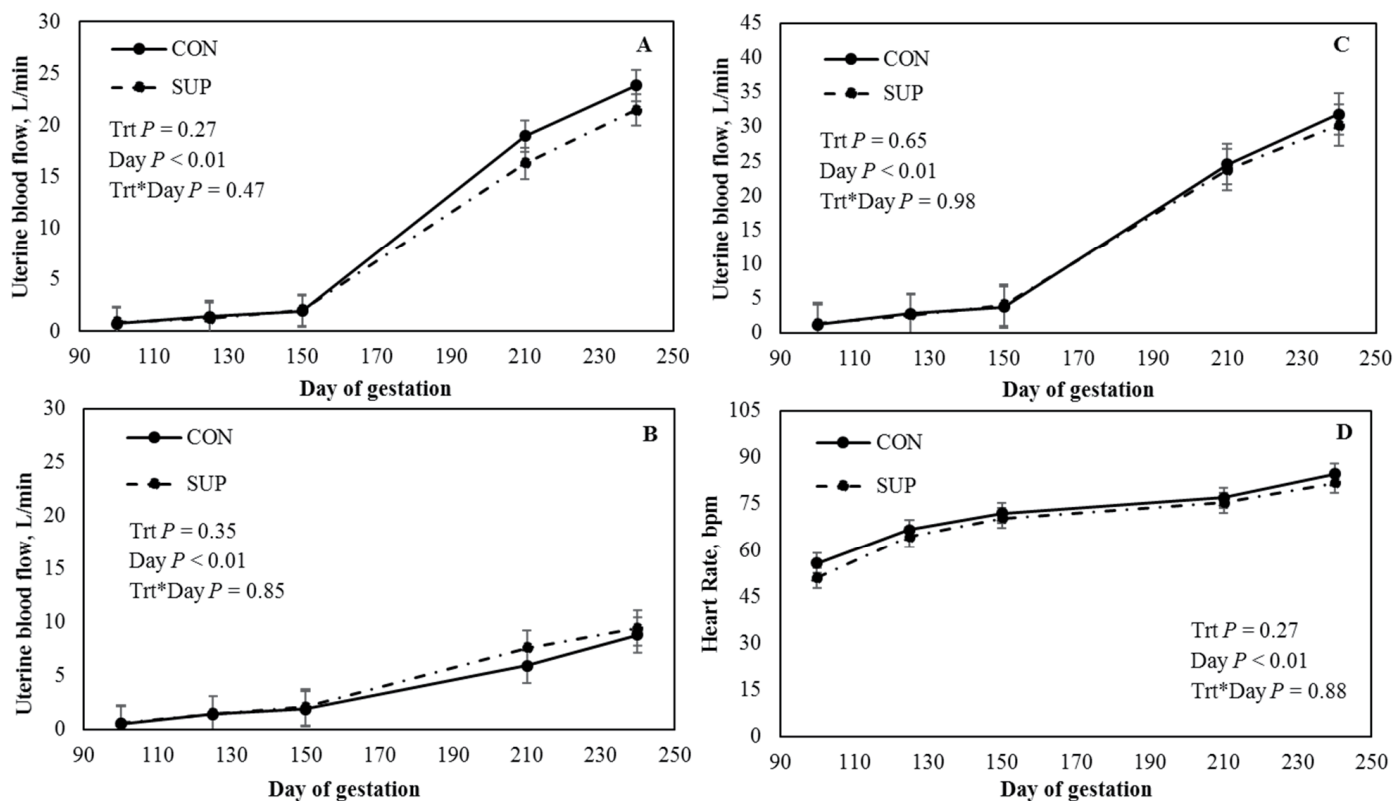 Uterine blood flow, L/min
30
25
20
15
10
5
0
CON
SUP
A
Trt P = 0.27
Day P < 0.01
Trt*Day P = 0.47
90 110 130 150 170 190 210 230 250
Day of gestation
Uterine blood flow, L/min
45
40
35
30
25
20
15
10
5
0
CON
SUP
C
Trt P = 0.65
Day P < 0.01
Trt*Day P = 0.98
90 110 130 150 170 190 210 230 250
Day of gestation
Uterine blood flow, L/min
30
25
20
15
10
5
0
CON
SUP
B
Trt P = 0.35
Day P < 0.01
Trt*Day P = 0.85
90 110 130 150 170 190 210 230 250
Day of gestation
Heart Rate, bpm
105
90
75
60
45
30
15
0
CON
SUP
D
Trt P = 0.27
Day P < 0.01
Trt*Day P = 0.88
90 110 130 150 170 190 210 230 250
Day of gestation